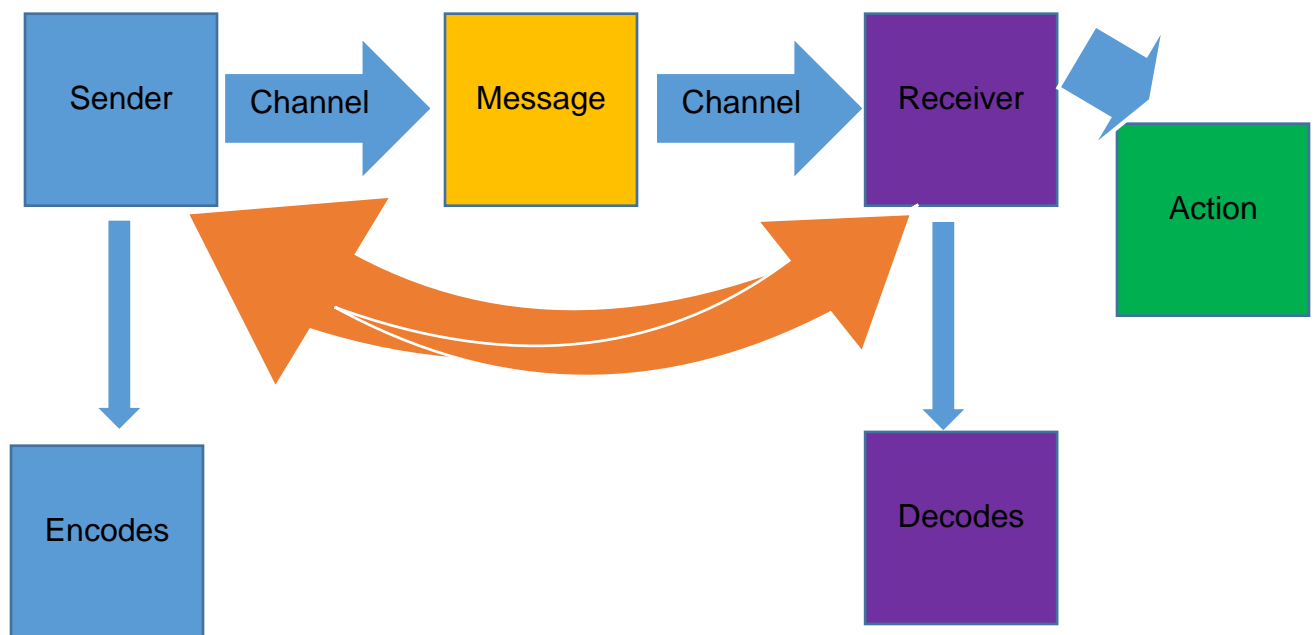 Sender
Channel
Message
Channel
Receiver
Action
Encodes
Decodes